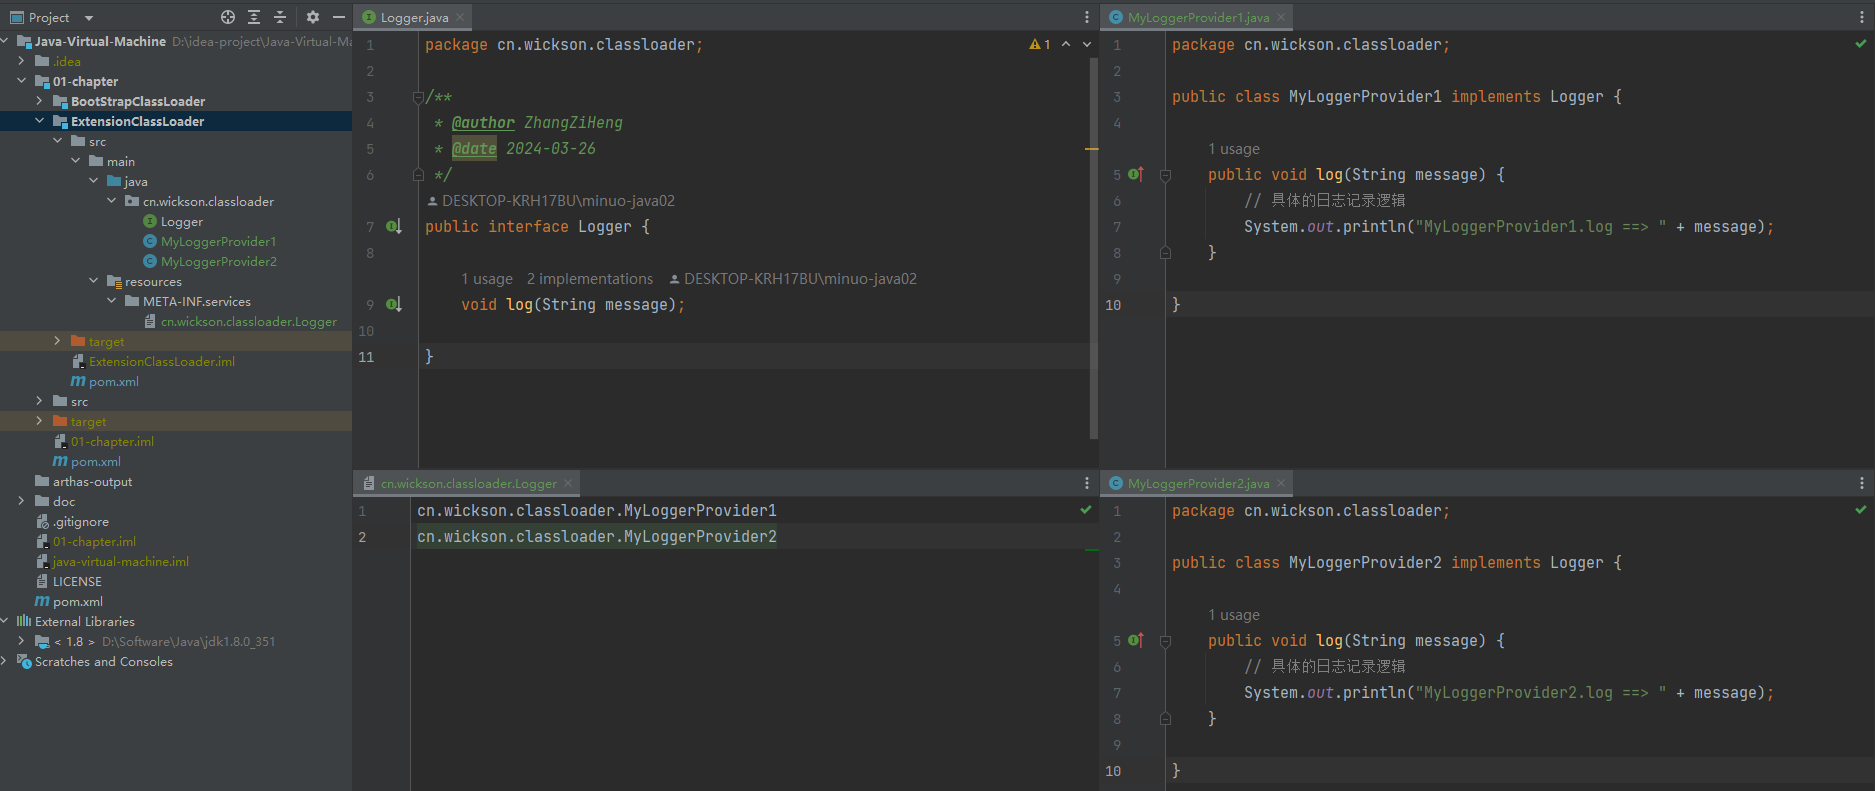 Project
Java-Virtual-Machine D:\idea-project\Java-Virtual-Ma
.idea
01-chapter
BootStrapClassLoader
ExtensionClassLoader
src
main
java
cn.wickson.classloader
Logger
MyLoggerProvider1
MyLoggerProvider2
resources
META-INF.services
cn.wickson.classloader.Logger
target
ExtensionClassLoader.iml
pom.xml
src
target
01-chapter.iml
pom.xml
arthas-output
doc
.gitignore
01-chapter.iml
java-virtual-machine.iml
LICENSE
pom.xml
External Libraries
< 1.8 > D:\Software\Java\jdk1.8.0_351
Scratches and Consoles
Logger.java
1 package cn.wickson.classloader;
1
2
3 /**
4 * @author ZhangZiHeng
5 * @date 2024-03-26
6 */
DESKTOP-KRH17BU\minuo-java02
7 public interface Logger {
8
1 usage 2 implementations DESKTOP-KRH17BU\minuo-java02
9 void log(String message);
10
11 }
MyLoggerProvider1.java
1 package cn.wickson.classloader;
2
3 public class MyLoggerProvider1 implements Logger {
4
1 usage
5 public void log(String message) {
6 // 具体的日志记录逻辑
7 System.out.println("MyLoggerProvider1.log ==> " + message);
8 }
9
10 }
cn.wickson.classloader.Logger
1 cn.wickson.classloader.MyLoggerProvider1
2 cn.wickson.classloader.MyLoggerProvider2
MyLoggerProvider2.java
1 package cn.wickson.classloader;
2
3 public class MyLoggerProvider2 implements Logger {
4
1 usage
5 public void log(String message) {
6 // 具体的日志记录逻辑
7 System.out.println("MyLoggerProvider2.log ==> " + message);
8 }
9
10 }